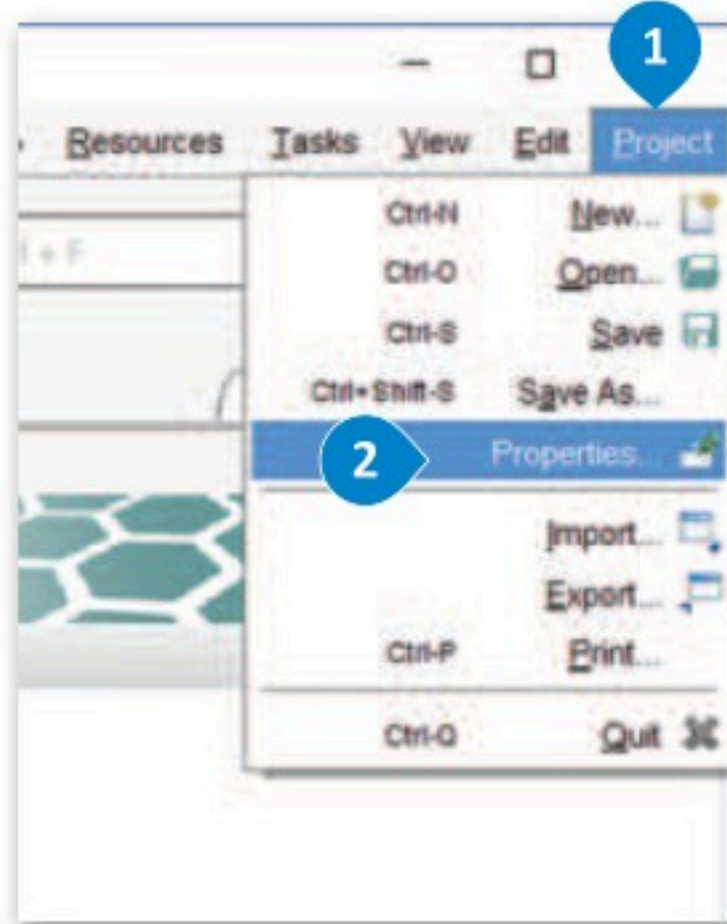 1
Resources Tasks View Edit Project
Ctrl-N New...
+ F
Ctrl-O Open...
Ctrl-S Save
Ctrl+Shift-S Save As...
2 Properties...
Import...
Export...
Ctrl-P Print...
Ctrl-Q Quit